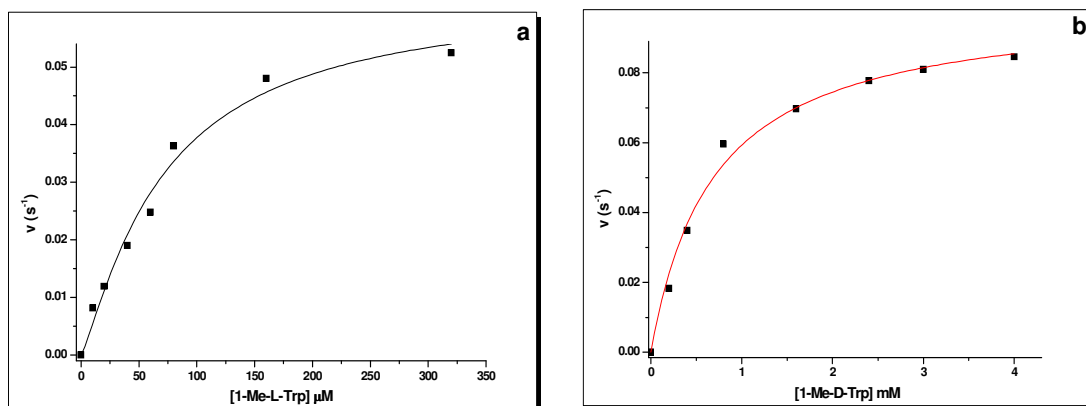 a
0.05
0.04
0.03
0.02
0.01
0.00
v (s⁻¹)
0 50 100 150 200 250 300 350
[1-Me-L-Trp] μM
b
0.08
0.06
0.04
0.02
0.00
v (s⁻¹)
0 1 2 3 4
[1-Me-D-Trp] mM